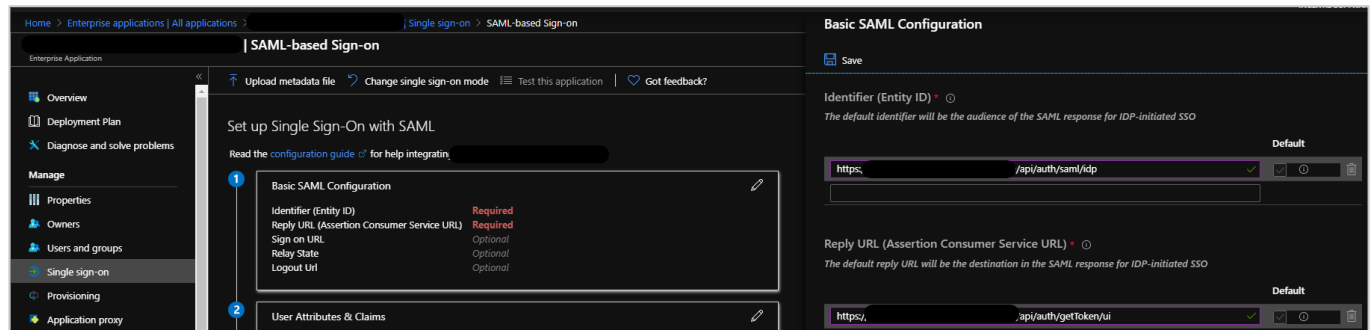 Home > Enterprise applications | All applications > | Single sign-on > SAML-based Sign-on
| SAML-based Sign-on
Enterprise Application
«
Overview
Deployment Plan
Diagnose and solve problems
Manage
Properties
Owners
Users and groups
Single sign-on
Provisioning
Application proxy
Upload metadata file
Change single sign-on mode
Test this application
Got feedback?
Set up Single Sign-On with SAML
Read the configuration guide for help integrating
1
Basic SAML Configuration
Identifier (Entity ID) Required
Reply URL (Assertion Consumer Service URL) Required
Sign on URL Optional
Relay State Optional
Logout Url Optional
2
User Attributes & Claims
Basic SAML Configuration
Save
Identifier (Entity ID) *
The default identifier will be the audience of the SAML response for IDP-initiated SSO
Default
https: /api/auth/saml/idp
Reply URL (Assertion Consumer Service URL) *
The default reply URL will be the destination in the SAML response for IDP-initiated SSO
Default
https:/ /api/auth/getToken/ui